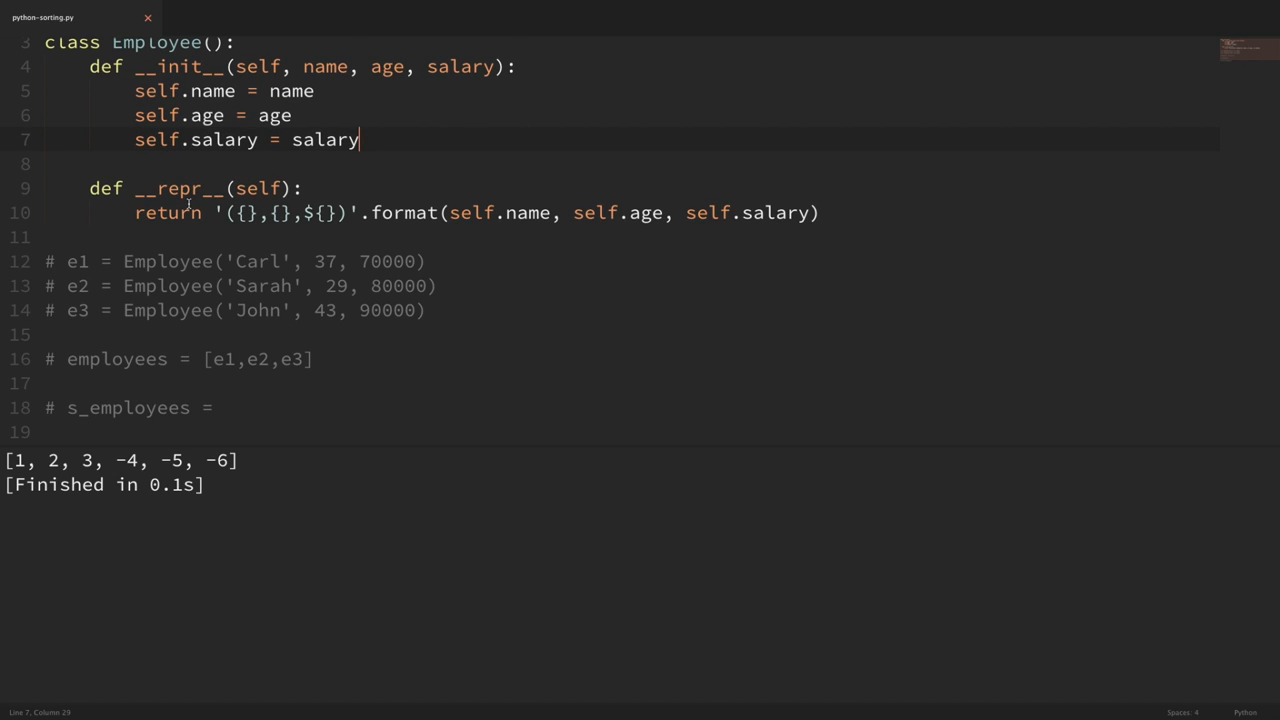 python-sorting.py ×
3 class Employee():
4     def __init__(self, name, age, salary):
5         self.name = name
6         self.age = age
7         self.salary = salary
8
9     def __repr__(self):
10         return '({},{},${})'.format(self.name, self.age, self.salary)
11
12 # e1 = Employee('Carl', 37, 70000)
13 # e2 = Employee('Sarah', 29, 80000)
14 # e3 = Employee('John', 43, 90000)
15
16 # employees = [e1,e2,e3]
17
18 # s_employees =
19
[1, 2, 3, -4, -5, -6]
[Finished in 0.1s]
Line 7, Column 29 Spaces: 4 Python